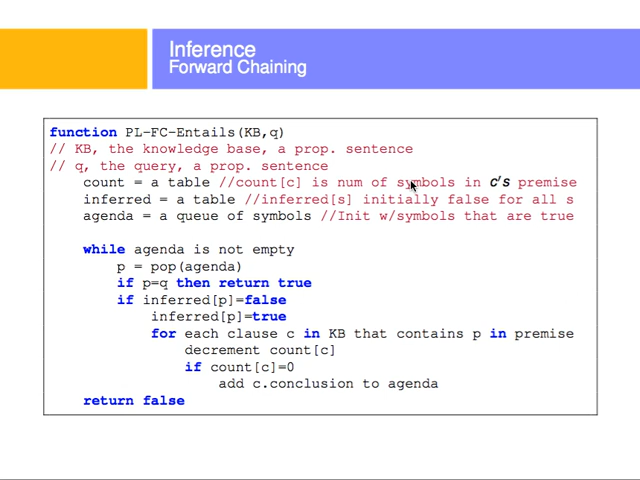 Inference
Forward Chaining
function PL-FC-Entails(KB,q)
// KB, the knowledge base, a prop. sentence
// q, the query, a prop. sentence
count = a table //count[c] is num of symbols in c's premise
inferred = a table //inferred[s] initially false for all s
agenda = a queue of symbols //Init w/symbols that are true
while agenda is not empty
p = pop(agenda)
if p=q then return true
if inferred[p]=false
inferred[p]=true
for each clause c in KB that contains p in premise
decrement count[c]
if count[c]=0
add c.conclusion to agenda
return false